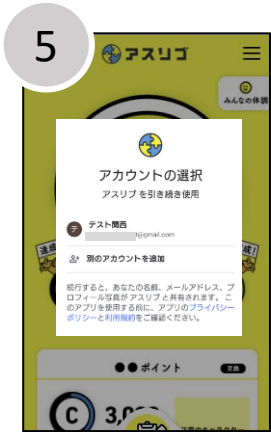 5
アスリブ
みんなの体調
アカウントの選択
アスリブ を引き続き使用
テ
テスト関西
t@gmail.com
別のアカウントを追加
続行すると、あなたの名前、メールアドレス、プ
ロフィール写真が アスリブ と共有されます。こ
のアプリを使用する前に、アプリのプライバシー
ポリシーと利用規約をご確認ください。
●●ポイント
変換
C